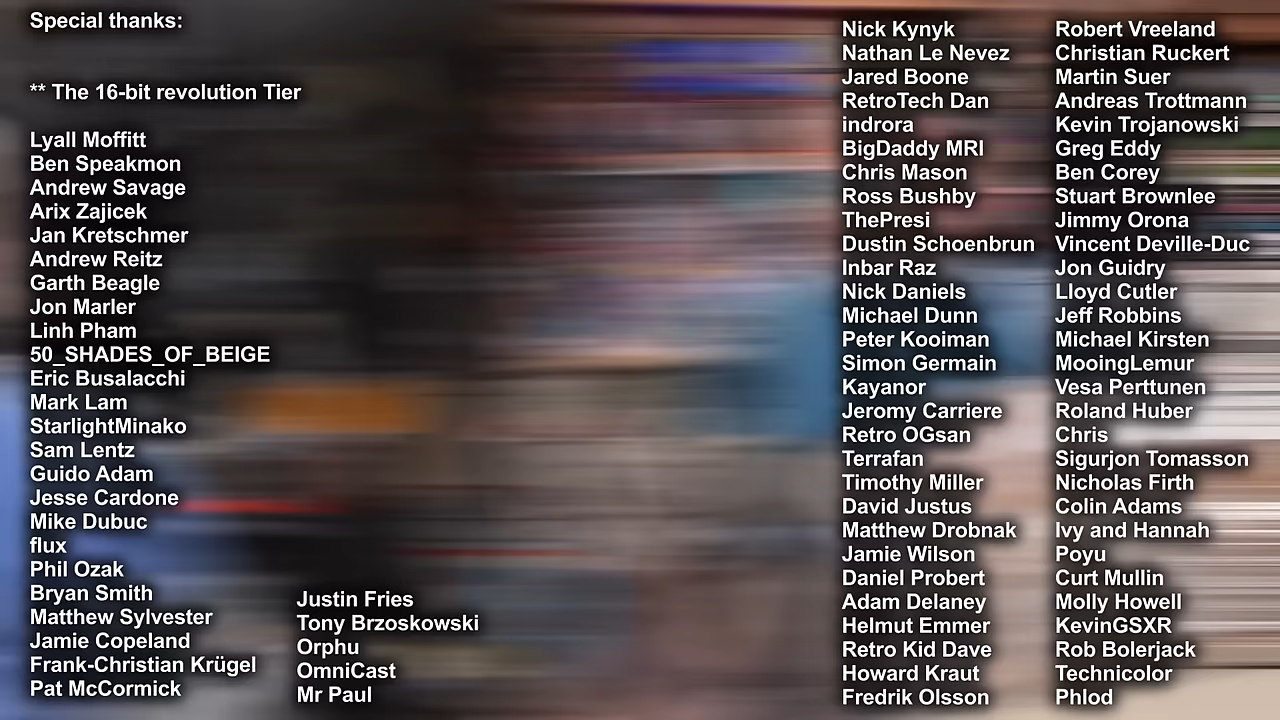 Special thanks:
** The 16-bit revolution Tier
Lyall Moffitt
Ben Speakmon
Andrew Savage
Arix Zajicek
Jan Kretschmer
Andrew Reitz
Garth Beagle
Jon Marler
Linh Pham
50_SHADES_OF_BEIGE
Eric Busalacchi
Mark Lam
StarlightMinako
Sam Lentz
Guido Adam
Jesse Cardone
Mike Dubuc
flux
Phil Ozak
Bryan Smith
Matthew Sylvester
Jamie Copeland
Frank-Christian Krügel
Pat McCormick
Justin Fries
Tony Brzoskowski
Orphu
OmniCast
Mr Paul
Nick Kynyk
Nathan Le Nevez
Jared Boone
RetroTech Dan
indrora
BigDaddy MRI
Chris Mason
Ross Bushby
ThePresi
Dustin Schoenbrun
Inbar Raz
Nick Daniels
Michael Dunn
Peter Kooiman
Simon Germain
Kayanor
Jeromy Carriere
Retro OGsan
Terrafan
Timothy Miller
David Justus
Matthew Drobnak
Jamie Wilson
Daniel Probert
Adam Delaney
Helmut Emmer
Retro Kid Dave
Howard Kraut
Fredrik Olsson
Robert Vreeland
Christian Ruckert
Martin Suer
Andreas Trottmann
Kevin Trojanowski
Greg Eddy
Ben Corey
Stuart Brownlee
Jimmy Orona
Vincent Deville-Duc
Jon Guidry
Lloyd Cutler
Jeff Robbins
Michael Kirsten
MooingLemur
Vesa Perttunen
Roland Huber
Chris
Sigurjon Tomasson
Nicholas Firth
Colin Adams
Ivy and Hannah
Poyu
Curt Mullin
Molly Howell
KevinGSXR
Rob Bolerjack
Technicolor
Phlod